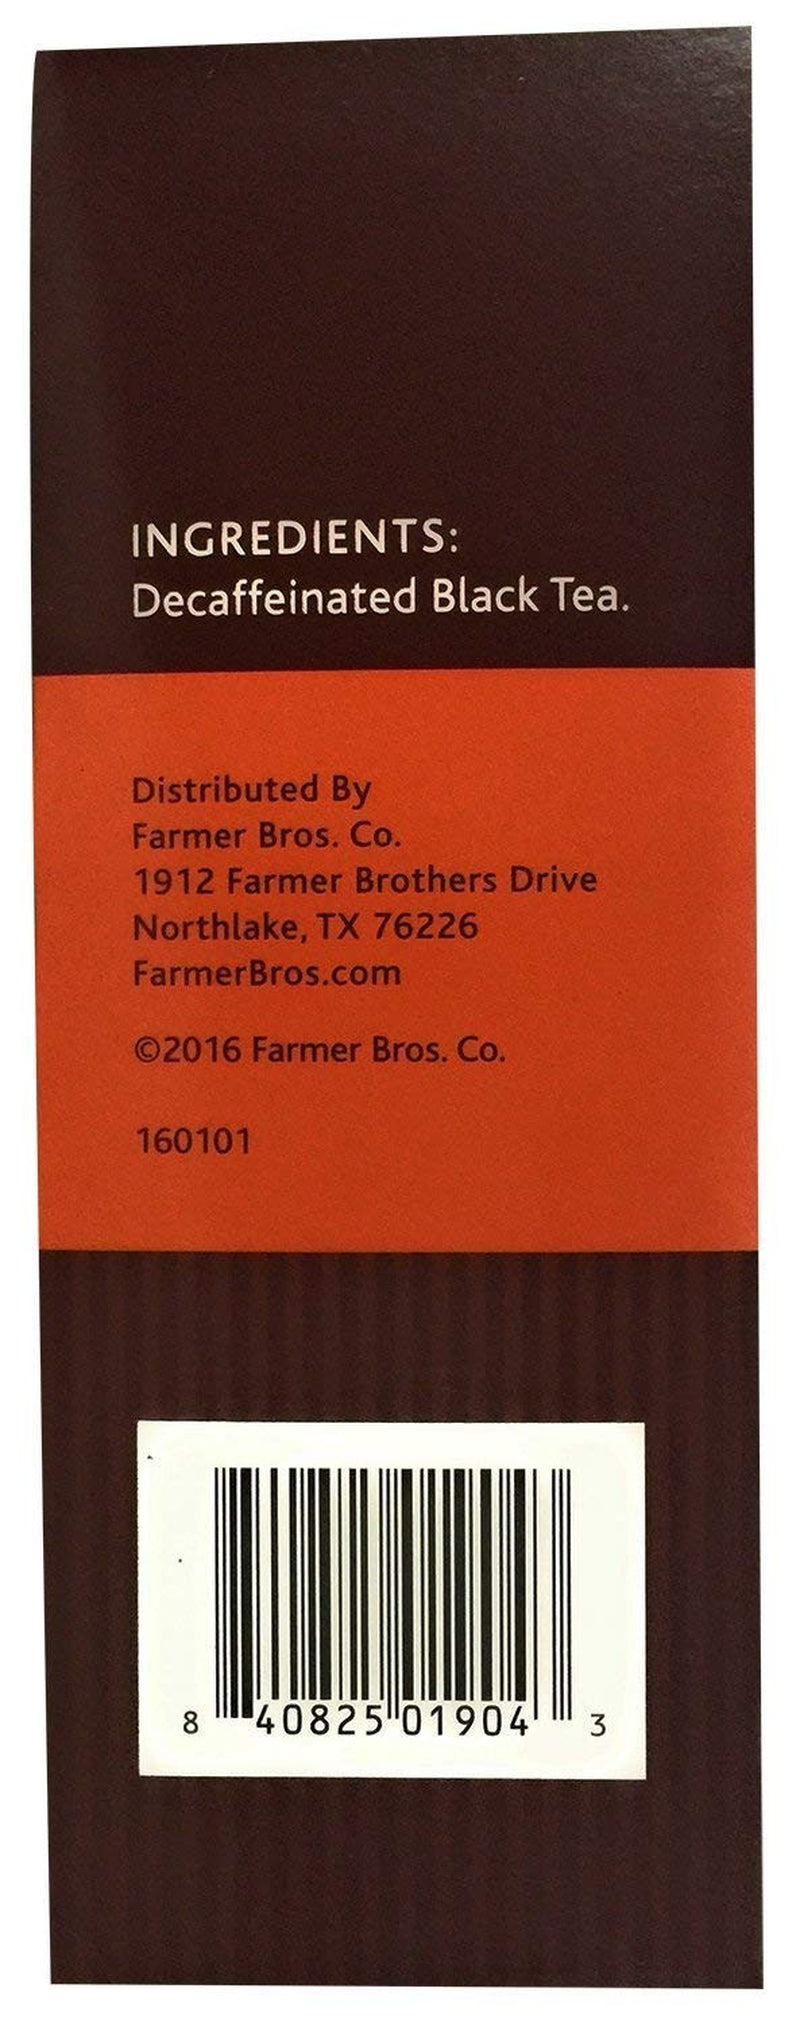 INGREDIENTS:
Decaffeinated Black Tea.
Distributed By
Farmer Bros. Co.
1912 Farmer Brothers Drive
Northlake, TX 76226
FarmerBros.com
©2016 Farmer Bros. Co.
160101
8 40825 01904 3